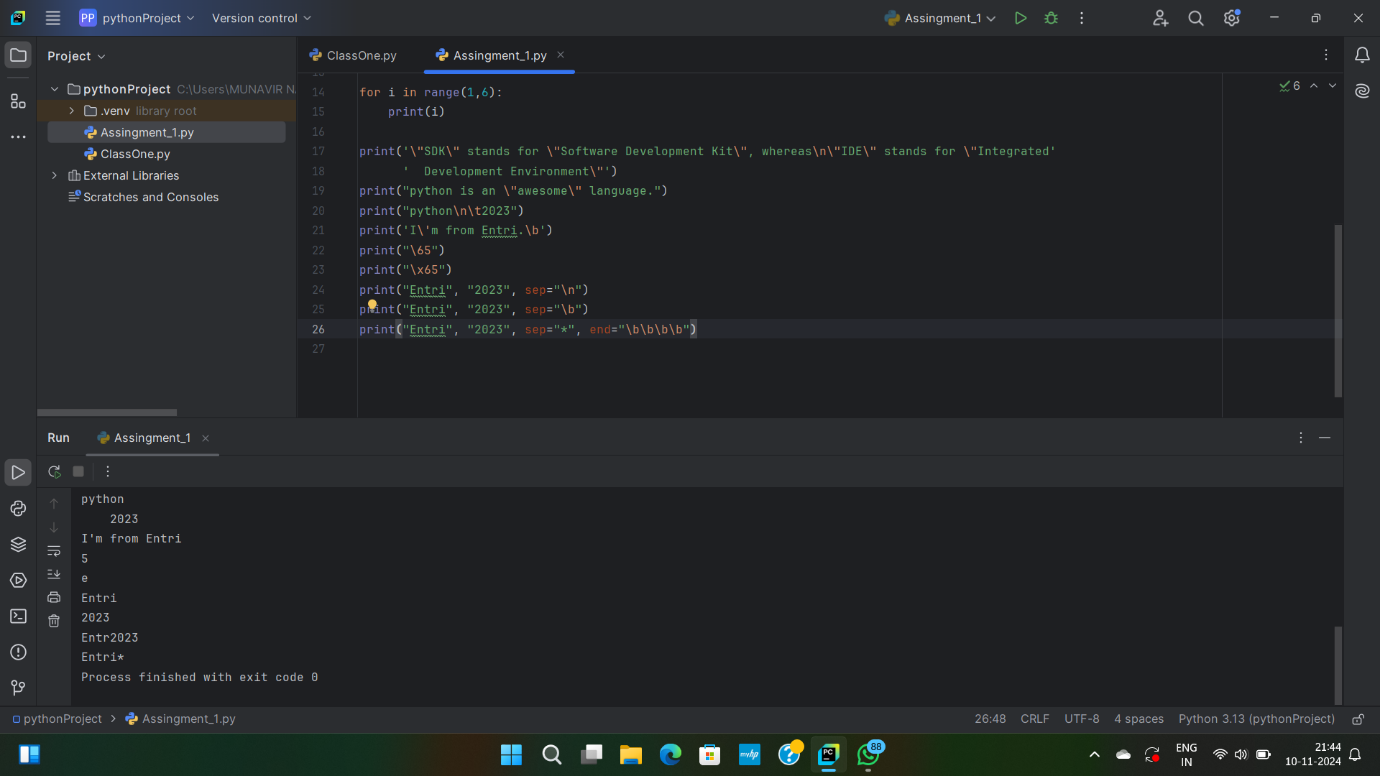 PP pythonProject Version control Assingment_1
Project ClassOne.py Assingment_1.py
pythonProject C:\Users\MUNAVIR N
.venv library root
Assingment_1.py
ClassOne.py
External Libraries
Scratches and Consoles
6
14 for i in range(1,6):
15 print(i)
16
17 print('\"SDK\" stands for \"Software Development Kit\", whereas\n\"IDE\" stands for \"Integrated'
18 '  Development Environment\"')
19 print("python is an \"awesome\" language.")
20 print("python\n\t2023")
21 print('I\'m from Entri.\b')
22 print("\65")
23 print("\x65")
24 print("Entri", "2023", sep="\n")
25 print("Entri", "2023", sep="\b")
26 print("Entri", "2023", sep="*", end="\b\b\b\b")
27
Run Assingment_1
python
2023
I'm from Entri
5
e
Entri
2023
Entr2023
Entri*
Process finished with exit code 0
pythonProject > Assingment_1.py 26:48 CRLF UTF-8 4 spaces Python 3.13 (pythonProject)
PC myhp ? PC 88 ENG IN 21:44
10-11-2024